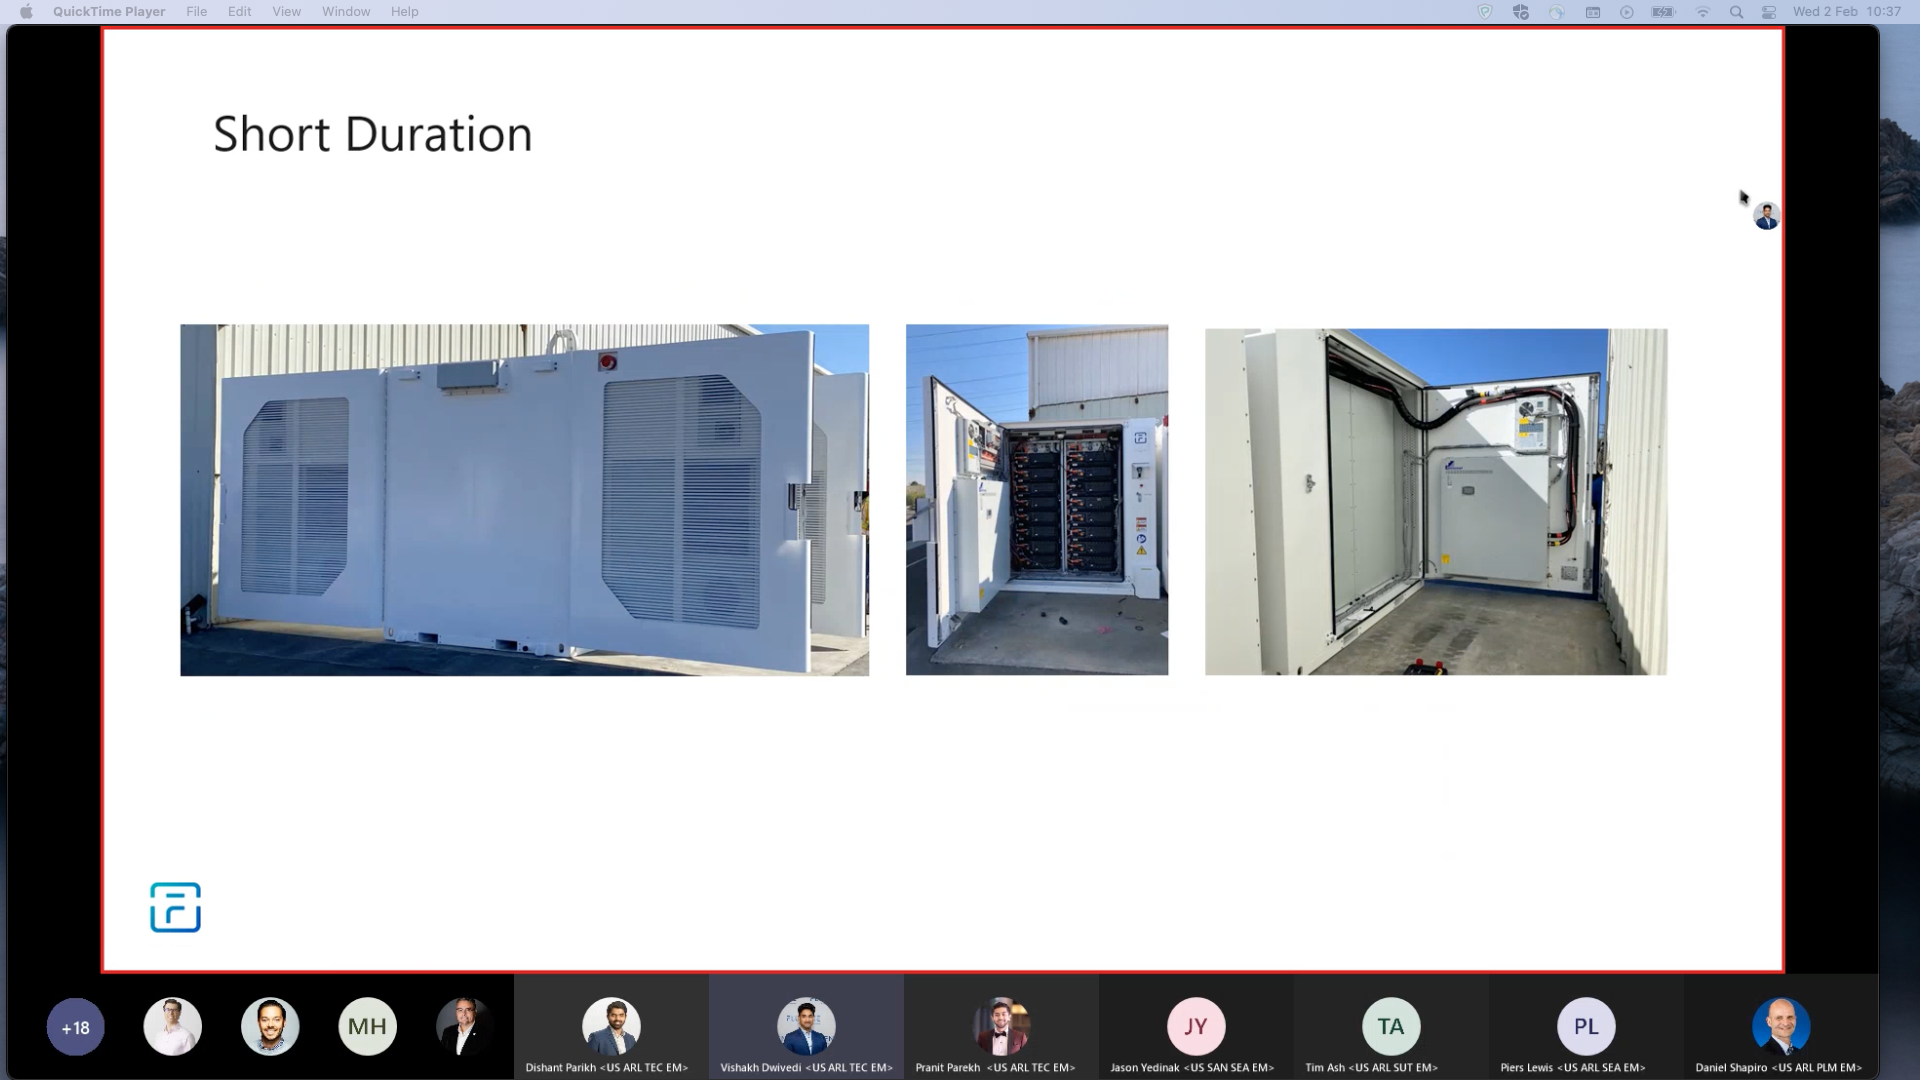 QuickTime Player File Edit View Window Help Wed 2 Feb 10:37
Short Duration
+18
MH
JY
TA
PL
Dishant Parikh <US ARL TEC EM>
Vishakh Dwivedi <US ARL TEC EM>
Pranit Parekh <US ARL TEC EM>
Jason Yedinak <US SAN SEA EM>
Tim Ash <US ARL SUT EM>
Piers Lewis <US ARL SEA EM>
Daniel Shapiro <US ARL PLM EM>